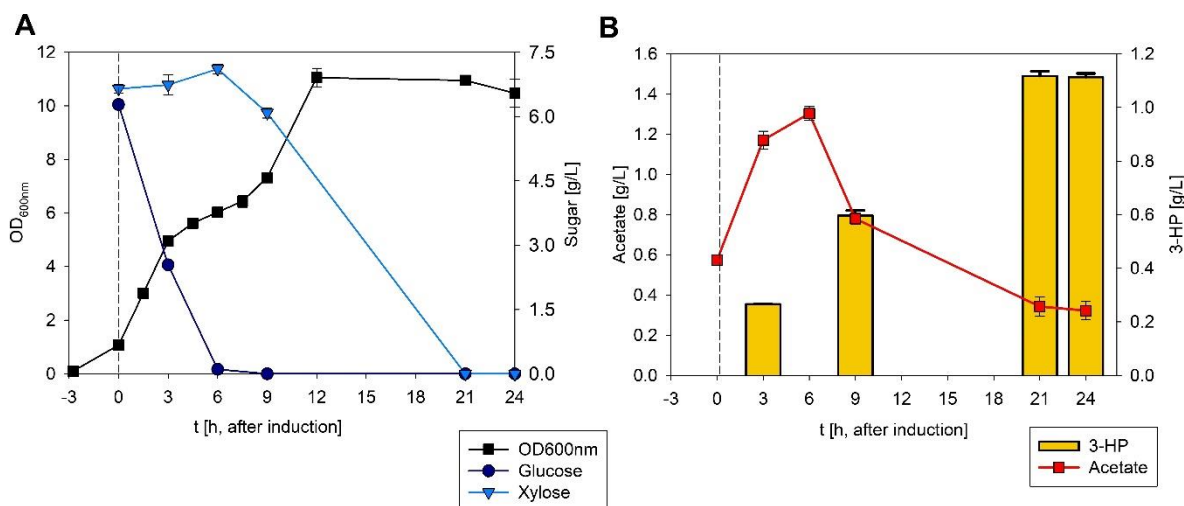 A
12
10
8
6
4
2
0
OD600nm
7.5
6.0
4.5
3.0
1.5
0.0
Sugar [g/L]
-3 0 3 6 9 12 15 18 21 24
t [h, after induction]
OD600nm
Glucose
Xylose
B
1.6
1.4
1.2
1.0
0.8
0.6
0.4
0.2
0.0
Acetate [g/L]
1.2
1.0
0.8
0.6
0.4
0.2
0.0
3-HP [g/L]
-3 0 3 6 9 12 15 18 21 24
t [h, after induction]
3-HP
Acetate